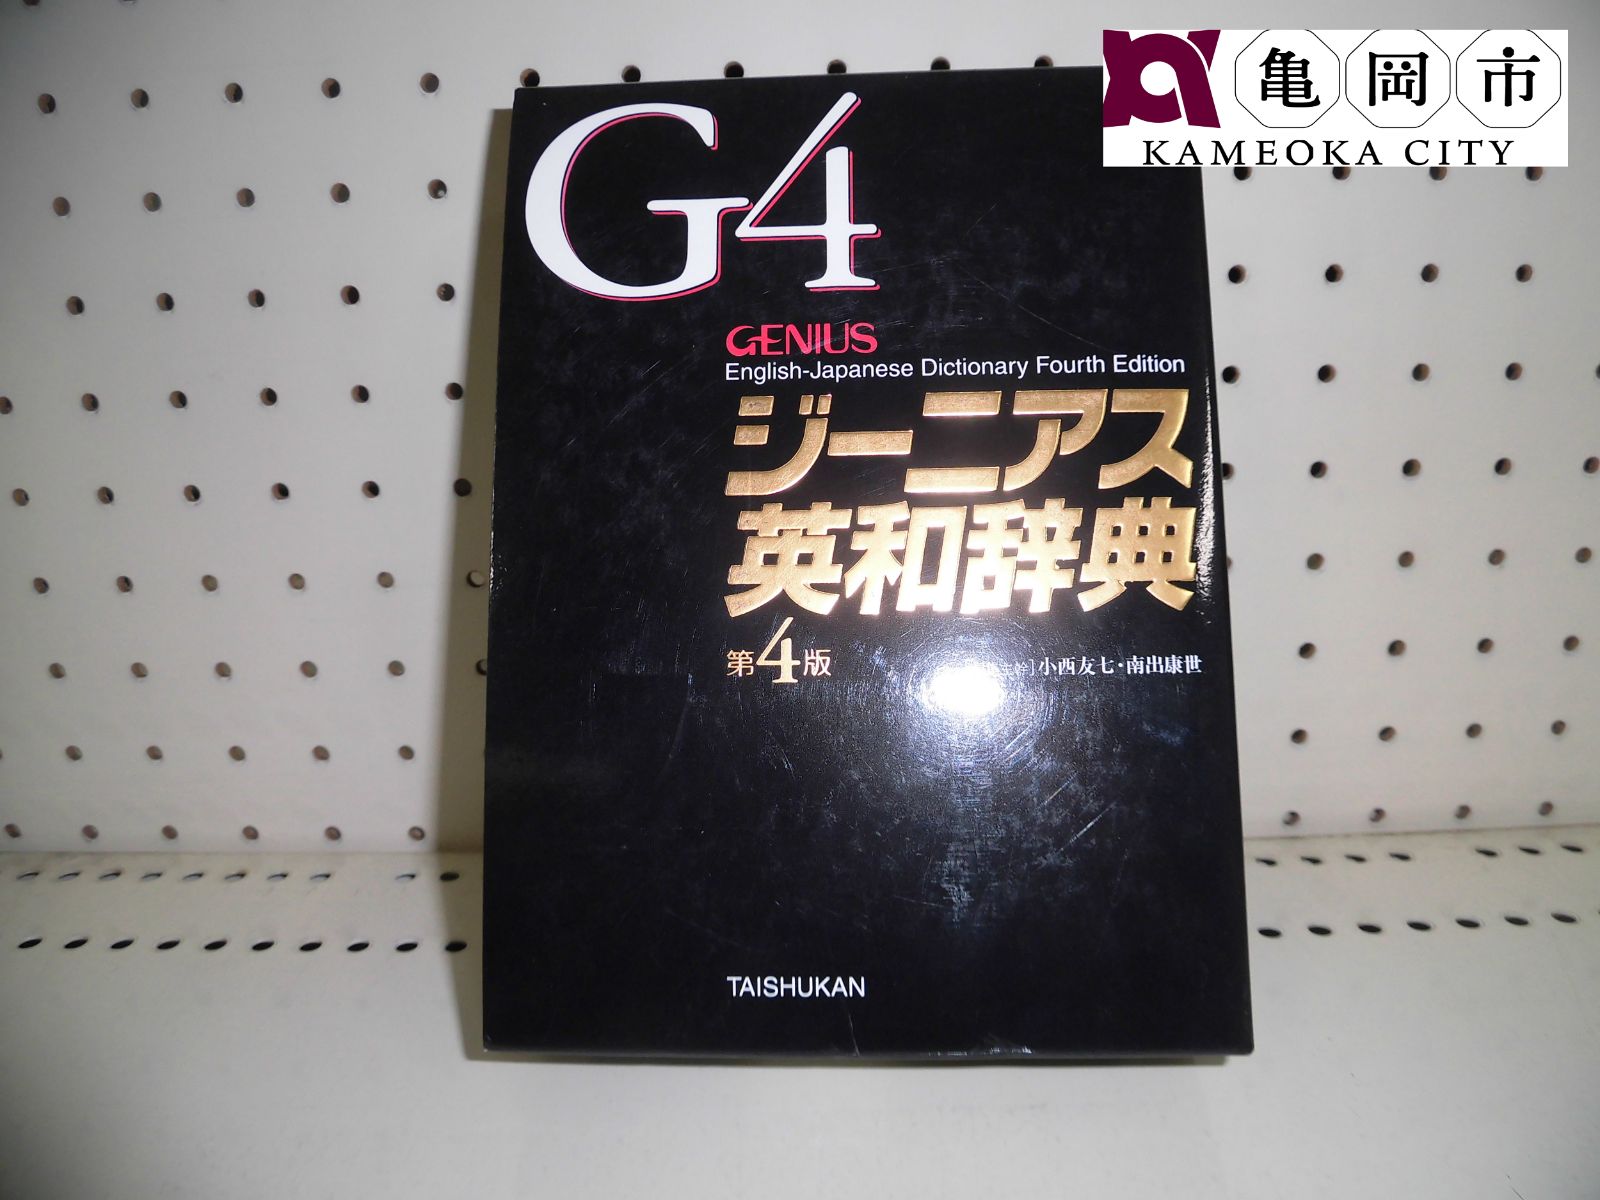 亀岡市
KAMEOKA CITY
G4
GENIUS
English-Japanese Dictionary Fourth Edition
ジーニアス
英和辞典
第4版
小西友七・南出康世
TAISHUKAN